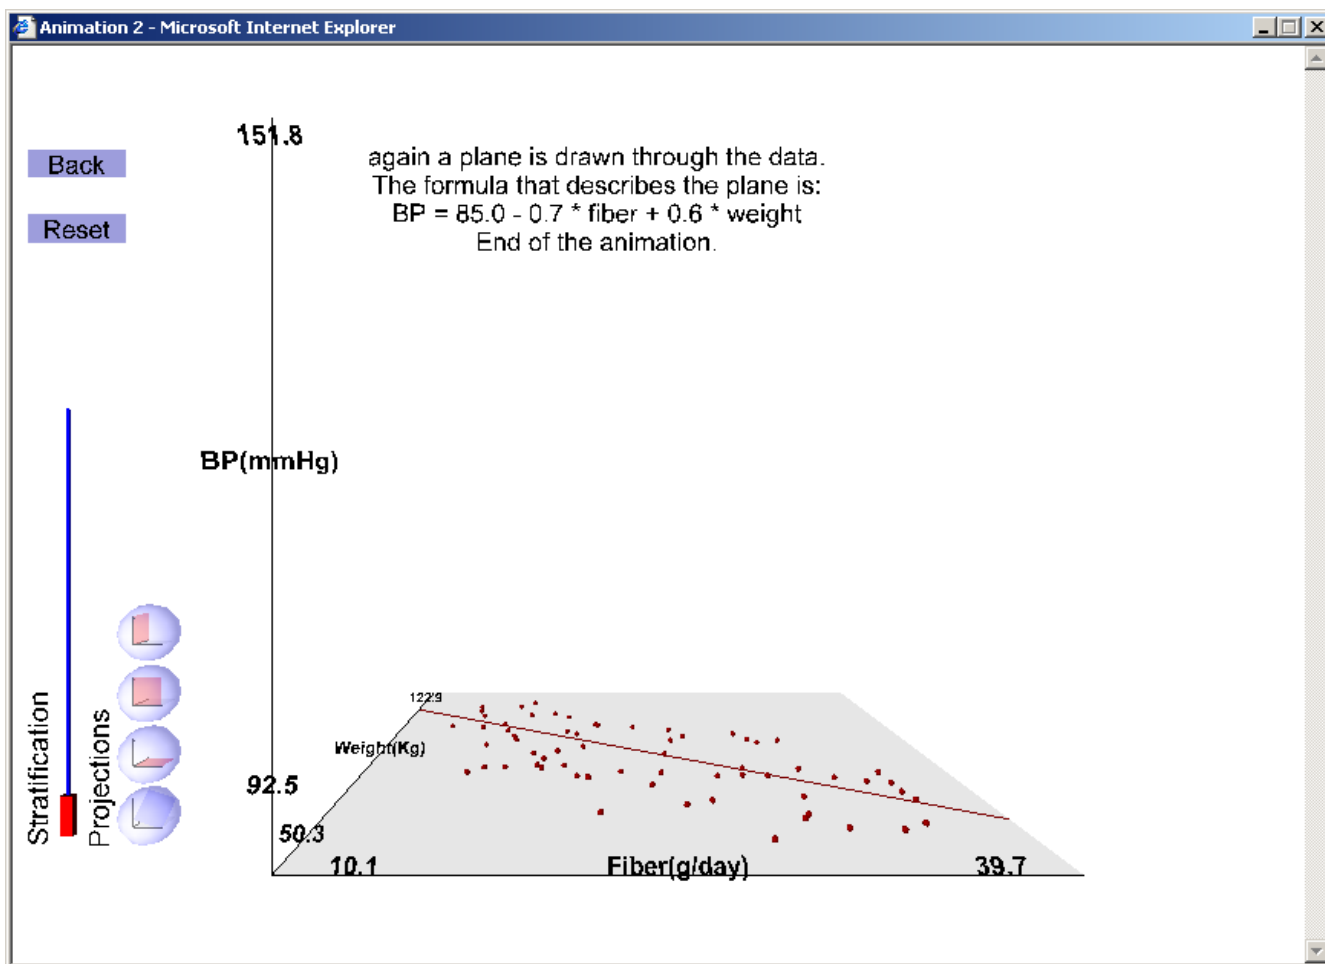 Animation 2 - Microsoft Internet Explorer
151.8
again a plane is drawn through the data.
The formula that describes the plane is:
BP = 85.0 - 0.7 * fiber + 0.6 * weight
End of the animation.
Back
Reset
BP(mmHg)
Stratification
Projections
Weight(Kg)
92.5
50.3
10.1
Fiber(g/day)
39.7